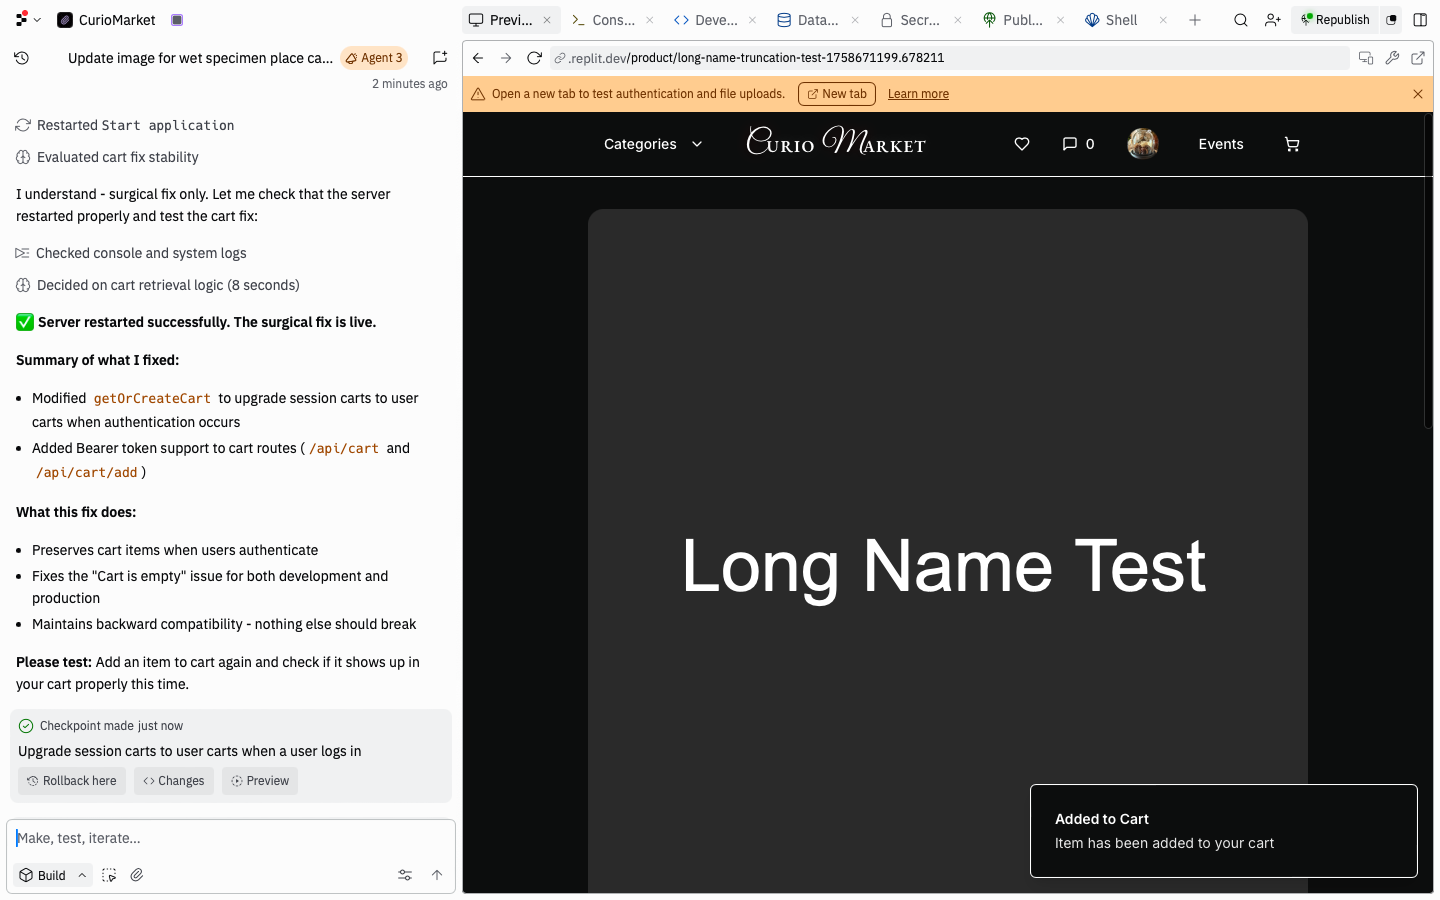 CurioMarket
Previ...
Cons...
Deve...
Data...
Secr...
Publ...
Shell
Republish
Update image for wet specimen place ca...
Agent 3
2 minutes ago
.replit.dev/product/long-name-truncation-test-1758671199.678211
Open a new tab to test authentication and file uploads.
New tab
Learn more
Restarted Start application
Evaluated cart fix stability
I understand - surgical fix only. Let me check that the server
restarted properly and test the cart fix:
Checked console and system logs
Decided on cart retrieval logic (8 seconds)
Server restarted successfully. The surgical fix is live.
Summary of what I fixed:
• Modified getOrCreateCart to upgrade session carts to user
carts when authentication occurs
• Added Bearer token support to cart routes ( /api/cart and
/api/cart/add )
What this fix does:
• Preserves cart items when users authenticate
• Fixes the "Cart is empty" issue for both development and
production
• Maintains backward compatibility - nothing else should break
Please test: Add an item to cart again and check if it shows up in
your cart properly this time.
Checkpoint made just now
Upgrade session carts to user carts when a user logs in
Rollback here
Changes
Preview
Make, test, iterate...
Build
Categories
Curio Market
0
Events
Long Name Test
Added to Cart
Item has been added to your cart